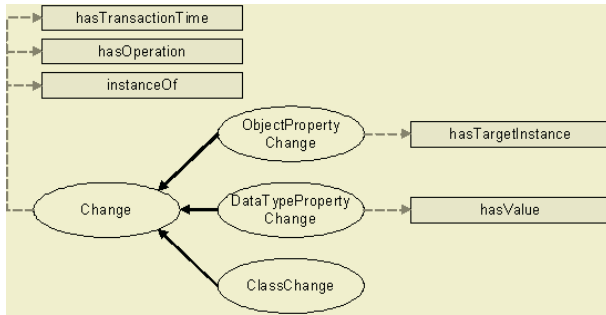 hasTransactionTime
hasOperation
instanceOf
ObjectProperty
Change
hasTargetInstance
Change
DataTypeProperty
Change
hasValue
ClassChange